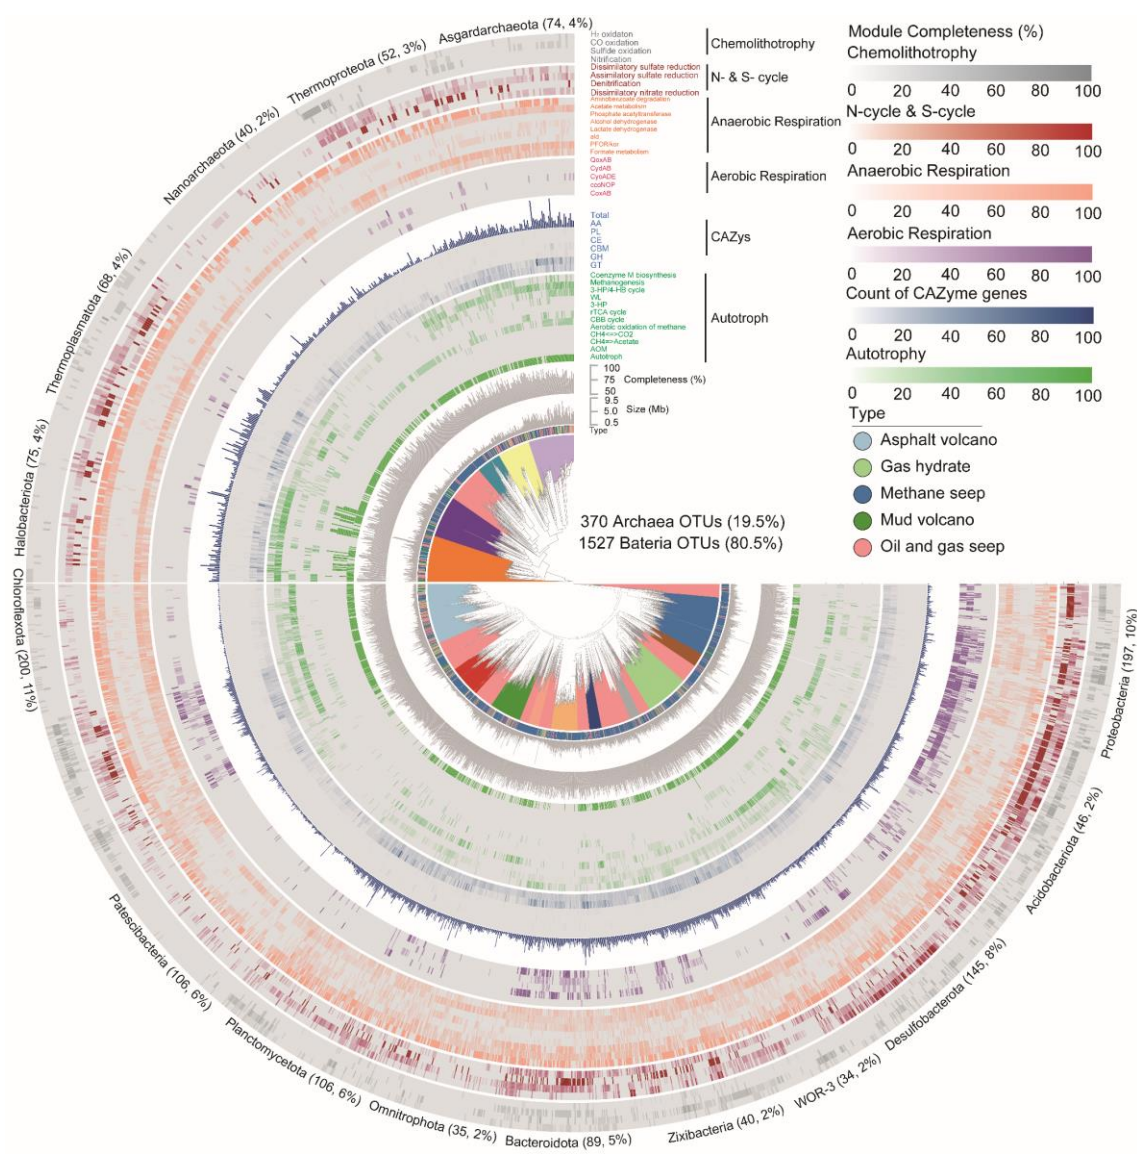 Asgardarchaeota (74, 4%)
Thermoproteota (52, 3%)
Nanoarchaeota (40, 2%)
Thermoplasmatota (68, 4%)
Halobacteriota (75, 4%)
Chloroflexota (200, 11%)
Patescibacteria (106, 6%)
Planctomycetota (106, 6%)
Omnitrophota (35, 2%)
Bacteroidota (89, 5%)
Zixibacteria (40, 2%)
WOR-3 (34, 2%)
Desulfobacterota (145, 8%)
Acidobacteriota (46, 2%)
Proteobacteria (197, 10%)
CO oxidation
Sulfide oxidation
Nitrification
Chemolithotrophy
Dissimilatory sulfate reduction
Assimilatory sulfate reduction
Denitrification
Dissimilatory nitrate reduction
N- & S- cycle
Acetate metabolism
Phosphate acetyltransferase
Alcohol dehydrogenase
Lactate dehydrogenase
PFOR/kor
Formate metabolism
Anaerobic Respiration
QoxAB
CydAB
CyoADE
ccoNOP
CoxAB
Aerobic Respiration
Total
AA
PL
CE
CBM
GH
GT
CAZys
Coenzyme M biosynthesis
Methanogenesis
3-HP/4-HB cycle
WL
3-HP
rTCA cycle
CBB cycle
Aerobic oxidation of methane
CH4<=>CO2
CH4=>Acetate
AOM
Autotroph
Autotroph
100
75
50
Completeness (%)
9.5
5.0
0.5
Size (Mb)
Type
370 Archaea OTUs (19.5%)
1527 Bateria OTUs (80.5%)
Module Completeness (%)
Chemolithotrophy
0 20 40 60 80 100
N-cycle & S-cycle
0 20 40 60 80 100
Anaerobic Respiration
0 20 40 60 80 100
Aerobic Respiration
0 20 40 60 80 100
Count of CAZyme genes
0 20 40 60 80 100
Autotrophy
0 20 40 60 80 100
Type
Asphalt volcano
Gas hydrate
Methane seep
Mud volcano
Oil and gas seep